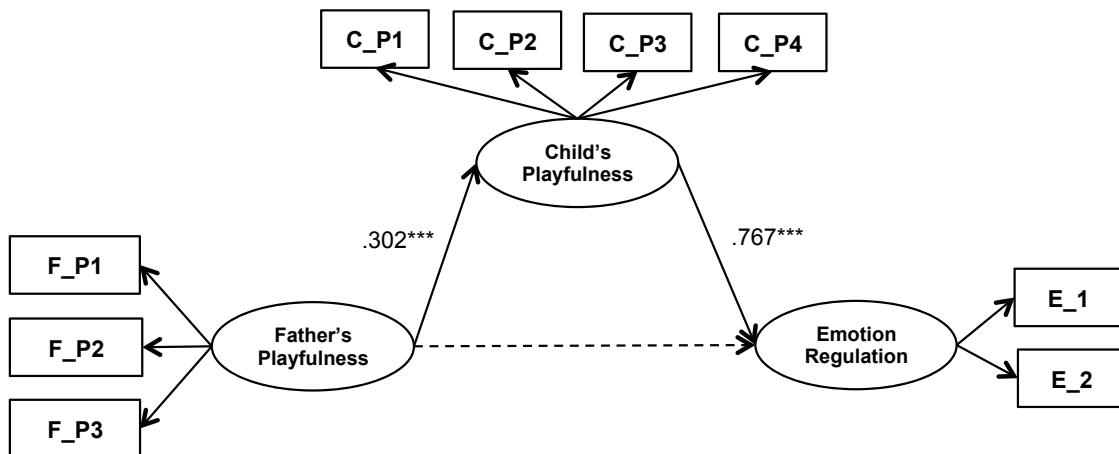 C_P1
C_P2
C_P3
C_P4
Child's
Playfulness
.302***
.767***
F_P1
F_P2
F_P3
Father's
Playfulness
Emotion
Regulation
E_1
E_2